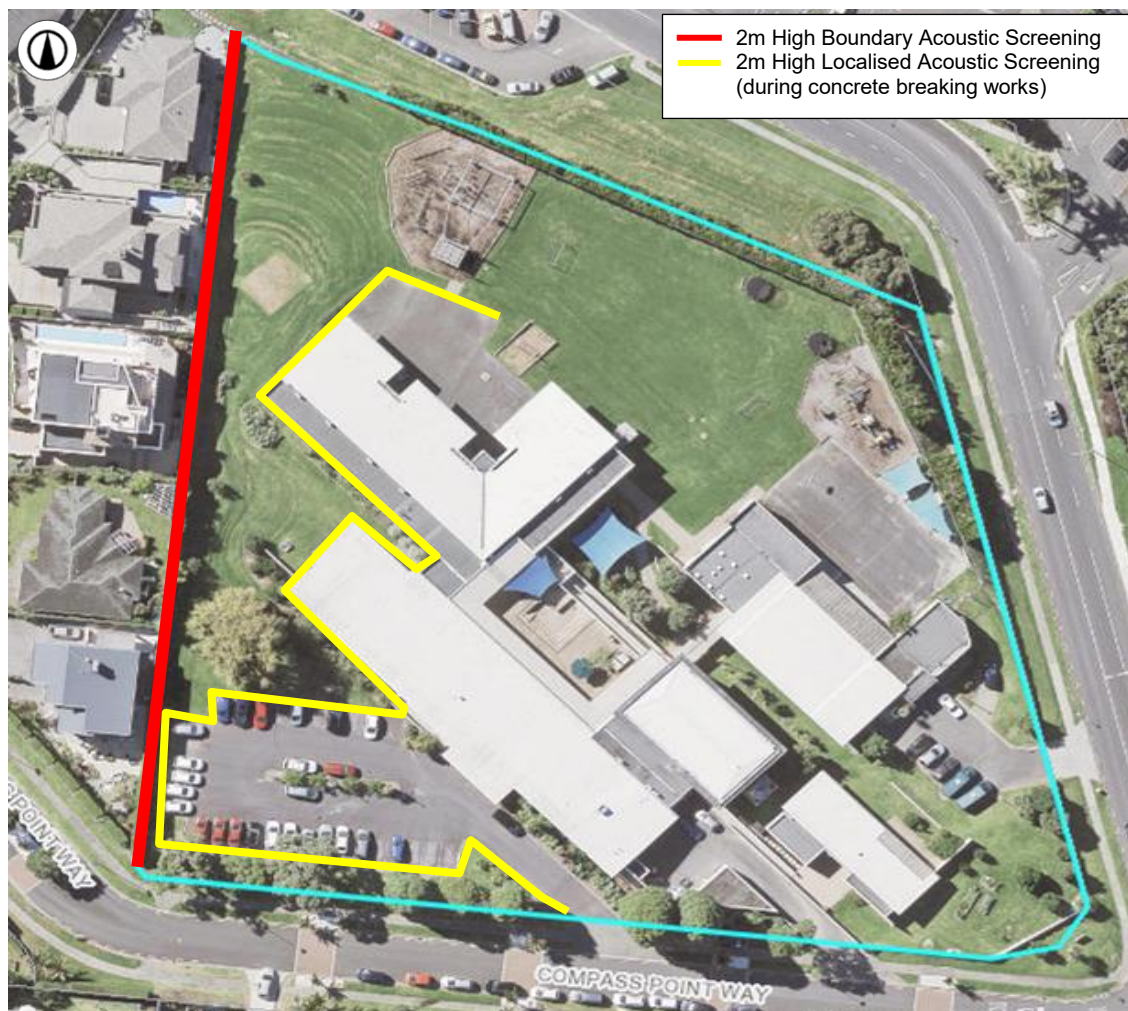 2m High Boundary Acoustic Screening
2m High Localised Acoustic Screening
(during concrete breaking works)
POINT WAY
COMPASS POINT WAY